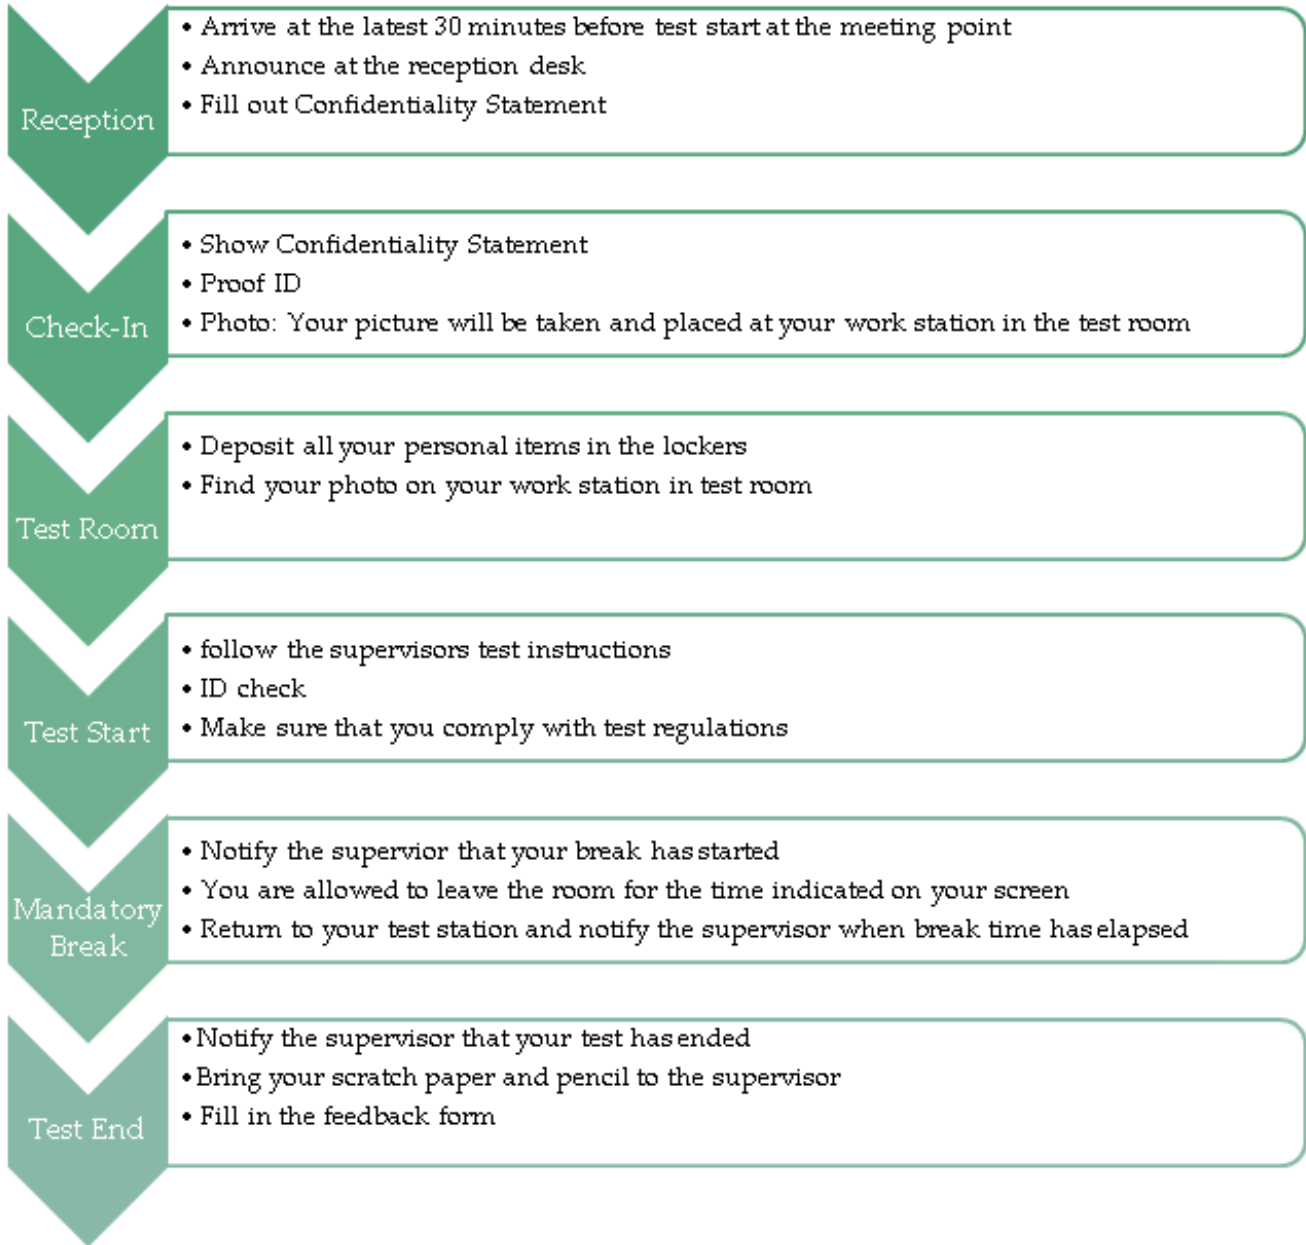 Reception
• Arrive at the latest 30 minutes before test start at the meeting point
• Announce at the reception desk
• Fill out Confidentiality Statement
Check-In
• Show Confidentiality Statement
• Proof ID
• Photo: Your picture will be taken and placed at your work station in the test room
Test Room
• Deposit all your personal items in the lockers
• Find your photo on your work station in test room
Test Start
• follow the supervisors test instructions
• ID check
• Make sure that you comply with test regulations
Mandatory
Break
• Notify the supervior that your break has started
• You are allowed to leave the room for the time indicated on your screen
• Return to your test station and notify the supervisor when break time has elapsed
Test End
• Notify the supervisor that your test has ended
• Bring your scratch paper and pencil to the supervisor
• Fill in the feedback form